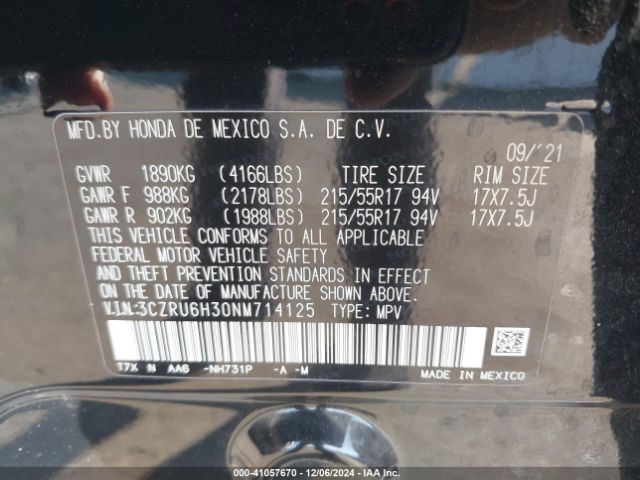 MFD.BY HONDA DE MEXICO S.A. DE C.V.
09/'21
GVWR 1890KG (4166LBS) TIRE SIZE RIM SIZE
GAWR F 988KG (2178LBS) 215/55R17 94V 17X7.5J
GAWR R 902KG (1988LBS) 215/55R17 94V 17X7.5J
THIS VEHICLE CONFORMS TO ALL APPLICABLE
FEDERAL MOTOR VEHICLE SAFETY
AND THEFT PREVENTION STANDARDS IN EFFECT
ON THE DATE OF MANUFACTURE SHOWN ABOVE.
V.I.N.:3CZRU6H30NM714125 TYPE: MPV
T7X N AA6 -NH731P -A -M
MADE IN MEXICO
000-41057670 - 12/06/2024 - IAA Inc.